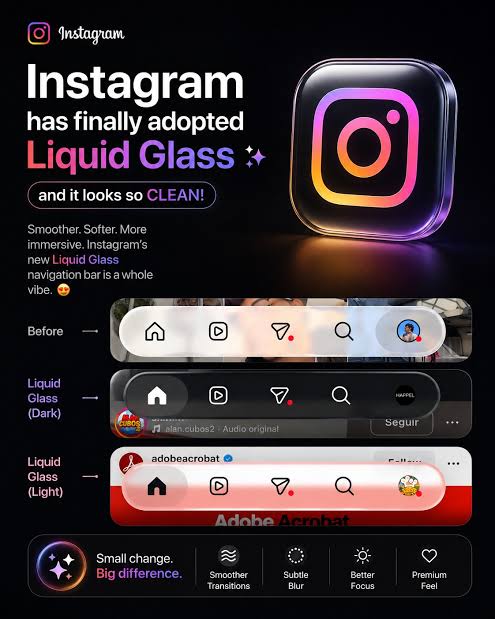 Instagram
Instagram
has finally adopted
Liquid Glass
and it looks so CLEAN!
Smoother. Softer. More
immersive. Instagram's
new Liquid Glass
navigation bar is a whole
vibe. 😍
Before
Liquid
Glass
(Dark)
HAPPEL
CUBOS
alan.cubos2 · Audio original
Seguir
Liquid
Glass
(Light)
adobeacrobat
Adobe Acrobat
Small change.
Big difference.
Smoother
Transitions
Subtle
Blur
Better
Focus
Premium
Feel